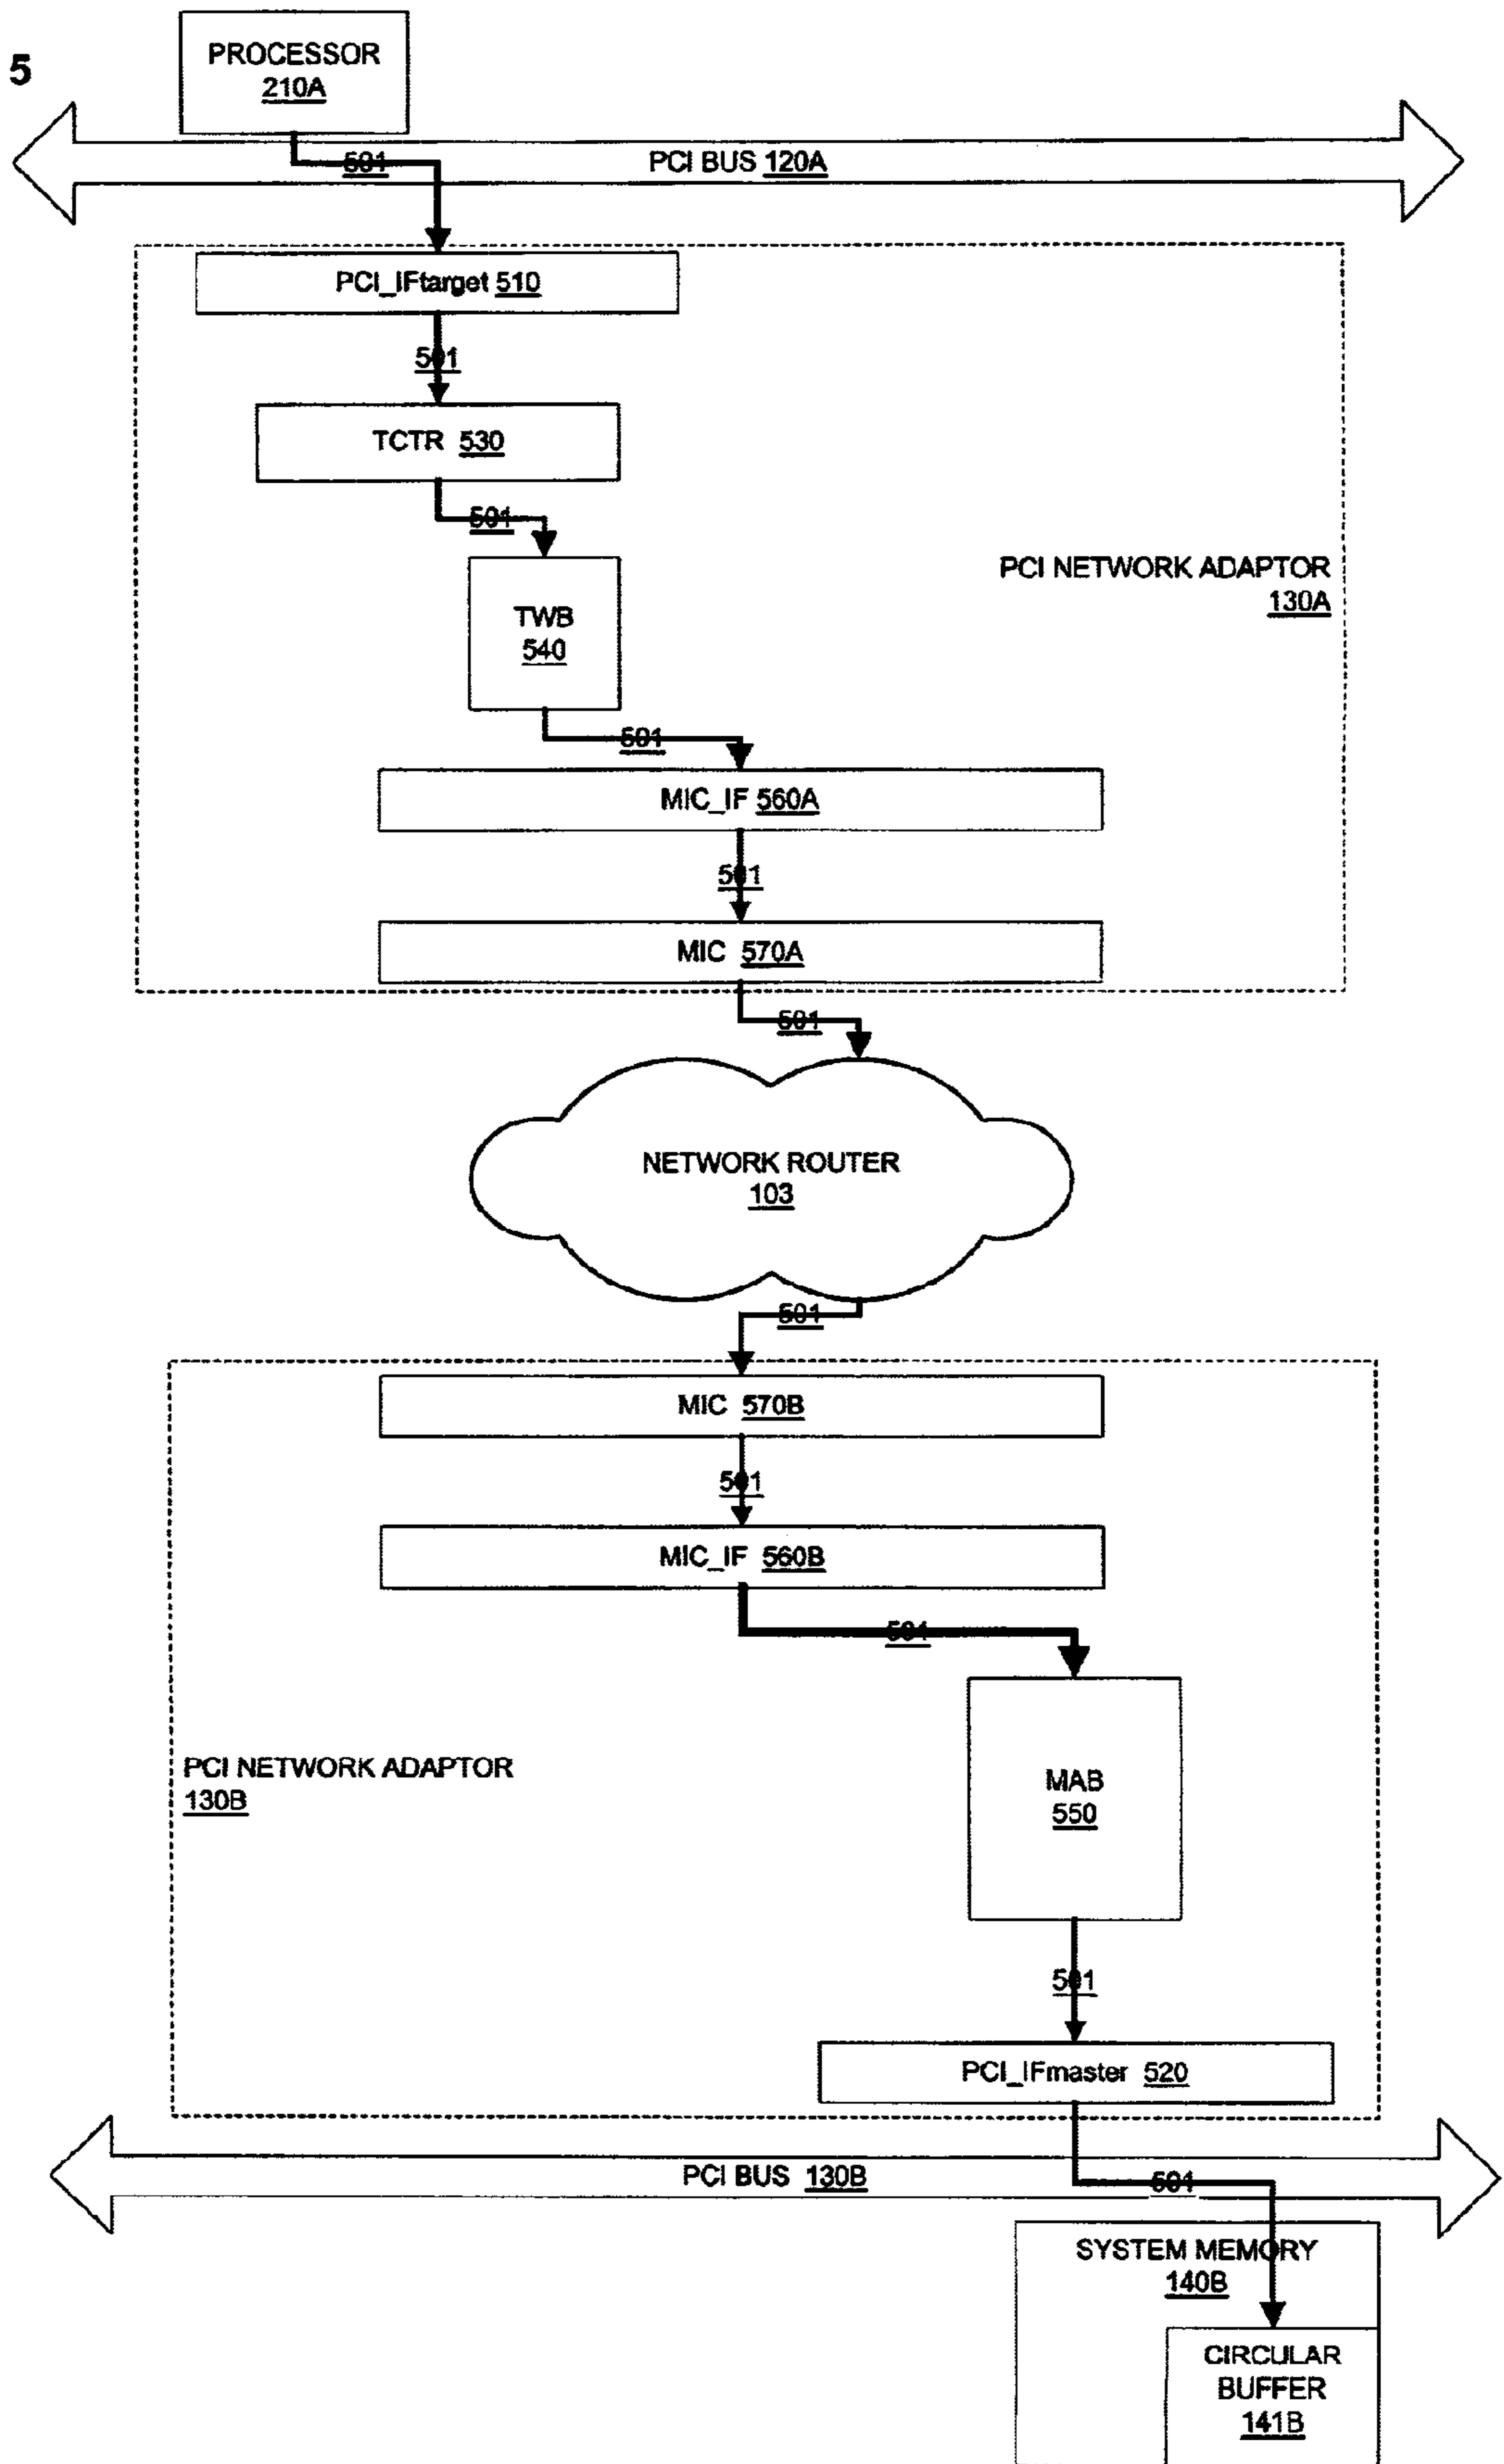 5
PROCESSOR
210A
501
PCI BUS 120A
PCI_IFtarget 510
501
TCTR 530
501
PCI NETWORK ADAPTOR
130A
TWB
540
501
MIC_IF 560A
501
MIC 570A
501
NETWORK ROUTER
103
501
MIC 570B
501
MIC_IF 560B
501
PCI NETWORK ADAPTOR
130B
MAB
550
501
PCI_IFmaster 520
PCI BUS 130B
501
SYSTEM MEMORY
140B
CIRCULAR
BUFFER
141B